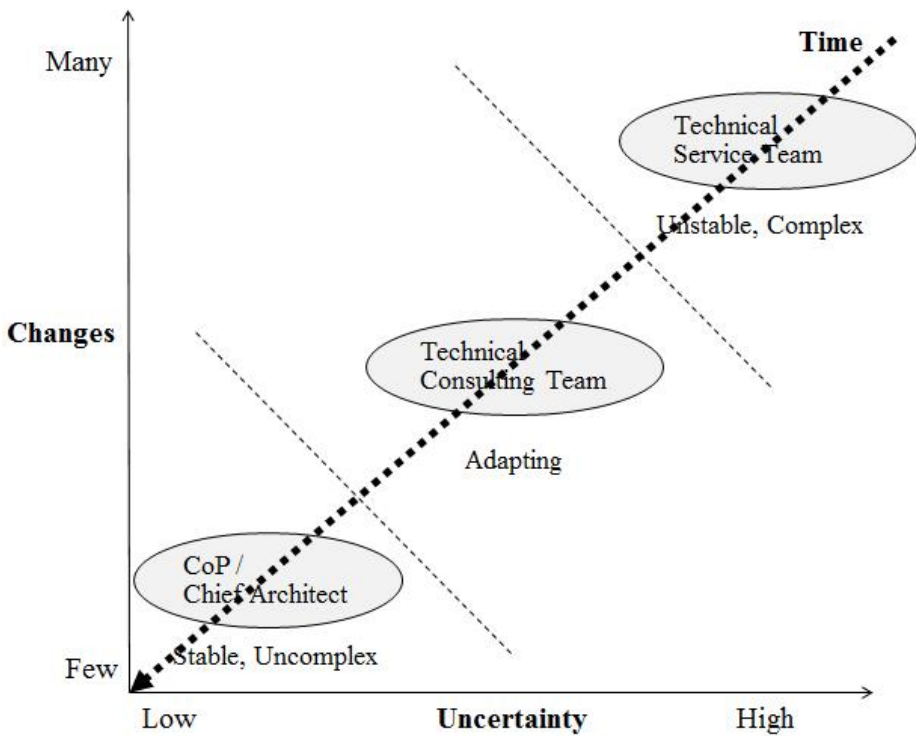 Time
Many
Technical
Service Team
Unstable, Complex
Changes
Technical
Consulting Team
Adapting
CoP /
Chief Architect
Stable, Uncomplex
Few
Low
Uncertainty
High